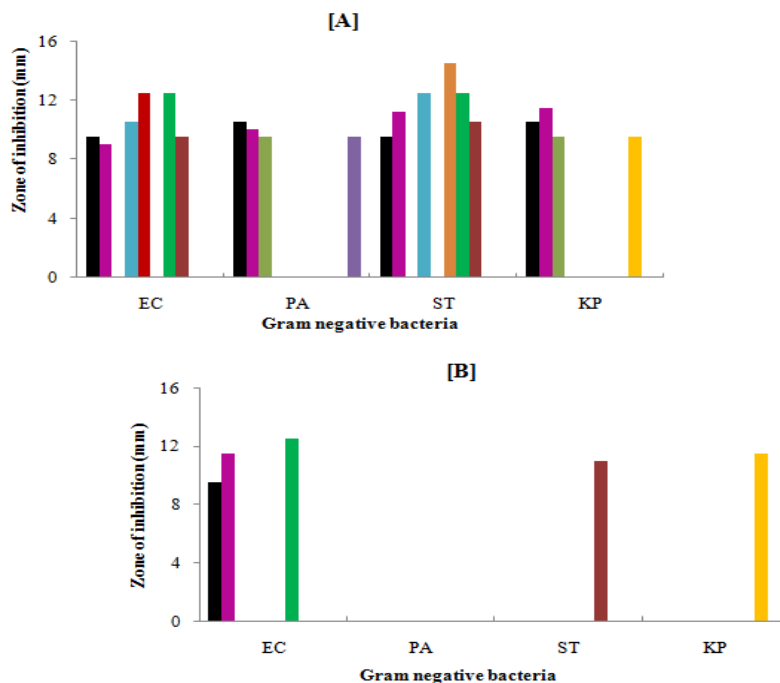 [A]
Zone of inhibition (mm)
16
12
8
4
0
EC PA ST KP
Gram negative bacteria
[B]
Zone of inhibition (mm)
16
12
8
4
0
EC PA ST KP
Gram negative bacteria